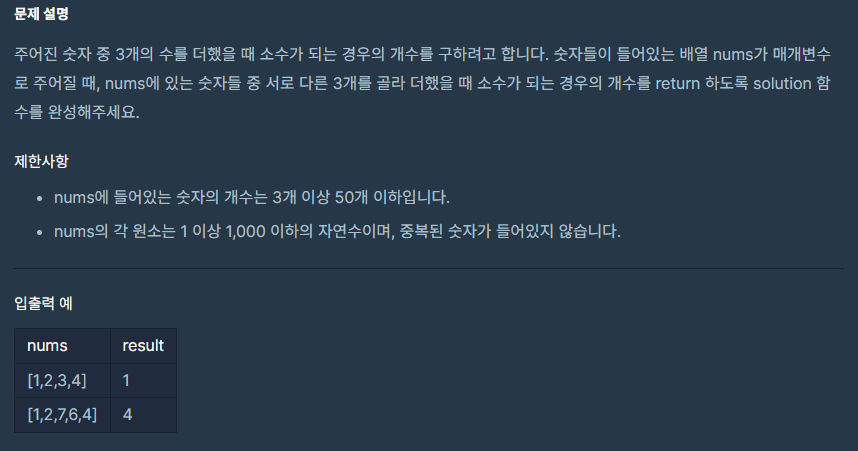 문제 설명
주어진 숫자 중 3개의 수를 더했을 때 소수가 되는 경우의 개수를 구하려고 합니다. 숫자들이 들어있는 배열 nums가 매개변수
로 주어질 때, nums에 있는 숫자들 중 서로 다른 3개를 골라 더했을 때 소수가 되는 경우의 개수를 return 하도록 solution 함
수를 완성해주세요.
제한사항
• nums에 들어있는 숫자의 개수는 3개 이상 50개 이하입니다.
• nums의 각 원소는 1 이상 1,000 이하의 자연수이며, 중복된 숫자가 들어있지 않습니다.
입출력 예
nums result
[1,2,3,4] 1
[1,2,7,6,4] 4